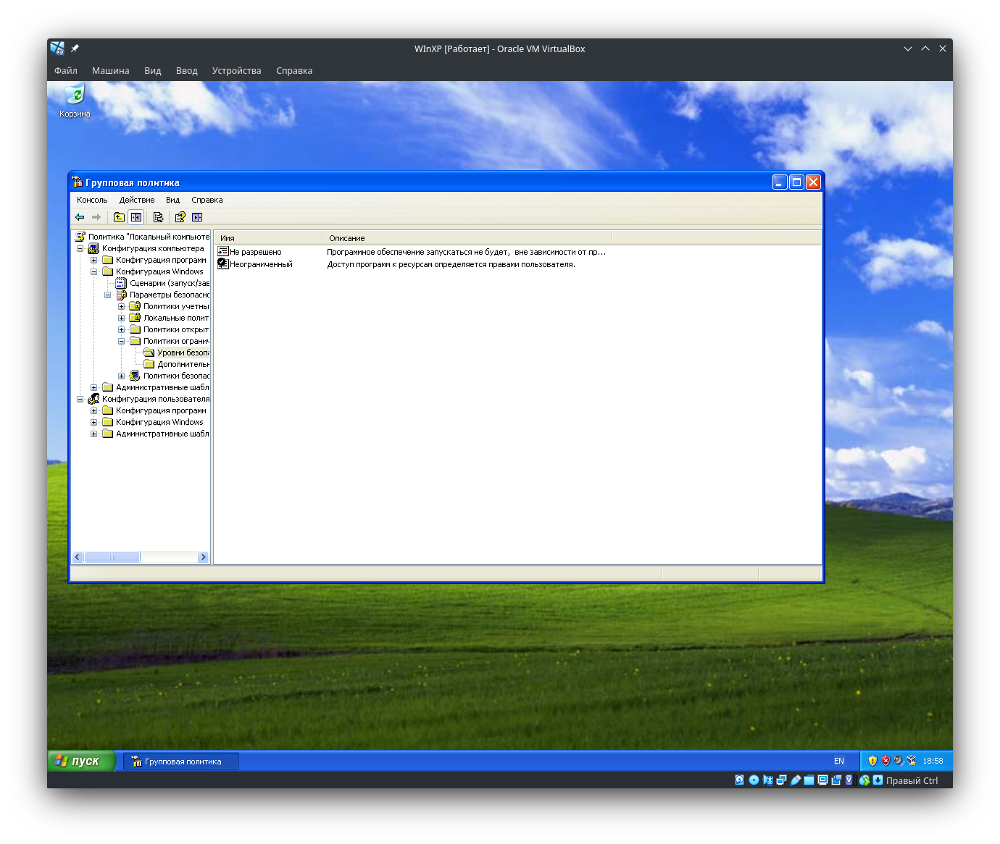 WInXP [Работает] - Oracle VM VirtualBox
Файл Машина Вид Ввод Устройства Справка
Корзина
Групповая политика
Консоль Действие Вид Справка
Политика "Локальный компьюте
Конфигурация компьютера
Конфигурация програм
Конфигурация Windows
Сценарии (запуск/зав
Параметры безопасно
Политики учетны
Локальные полит
Политики открыт
Политики огранич
Уровни безопа
Дополнительн
Политики безопас
Административные шабл
Конфигурация пользователя
Конфигурация програм
Конфигурация Windows
Административные шабл
Имя Описание
Не разрешено Программное обеспечение запускаться не будет, вне зависимости от пр...
Неограниченный Доступ программ к ресурсам определяется правами пользователя.
пуск Групповая политика EN 18:58
Правый Ctrl